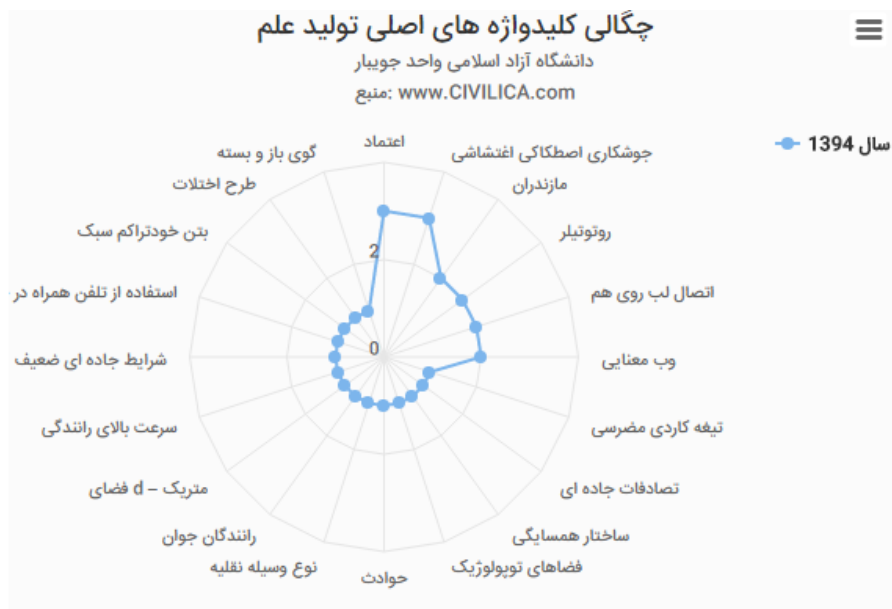 چگالی کلیدواژه های اصلی تولید علم
دانشگاه آزاد اسلامی واحد جویبار
منبع: www.CIVILICA.com
سال 1394
اعتماد
جوشکاری اصطکاکی اغتشاشی
مازندران
روتوتیلر
اتصال لب روی هم
وب معنایی
تیغه کاردی مضرسی
تصادفات جاده ای
ساختار همسایگی
فضاهای توپولوژیک
حوادث
نوع وسیله نقلیه
رانندگان جوان
متریک – d فضای
سرعت بالای رانندگی
شرایط جاده ای ضعیف
استفاده از تلفن همراه در
بتن خودتراکم سبک
طرح اختلات
گوی باز و بسته
2
0